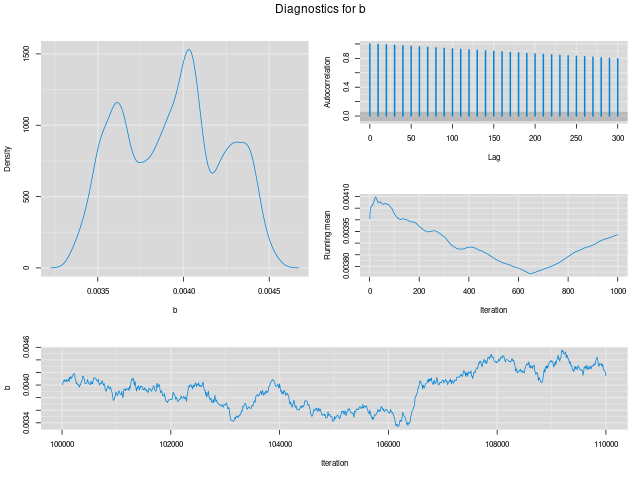 Diagnostics for b
Density
0 500 1000 1500
0.0035 0.0040 0.0045
b
Autocorrelation
0.0 0.4 0.8
0 50 100 150 200 250 300
Lag
Running mean
0.00380 0.00395 0.00410
0 200 400 600 800 1000
Iteration
b
0.0034 0.0040 0.0046
100000 102000 104000 106000 108000 110000
Iteration